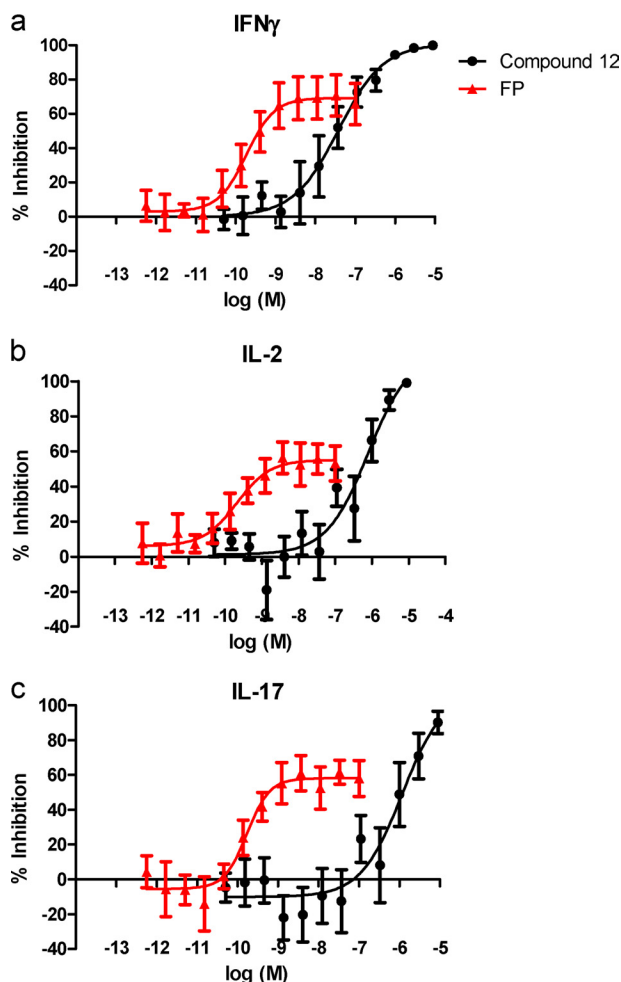 a
IFNγ
100
80
60
40
20
0
-20
-40
% Inhibition
-13 -12 -11 -10 -9 -8 -7 -6 -5
log (M)
Compound 12
FP
b
IL-2
100
80
60
40
20
0
-20
-40
% Inhibition
-13 -12 -11 -10 -9 -8 -7 -6 -5 -4
log (M)
c
IL-17
100
80
60
40
20
0
-20
-40
% Inhibition
-13 -12 -11 -10 -9 -8 -7 -6 -5
log (M)